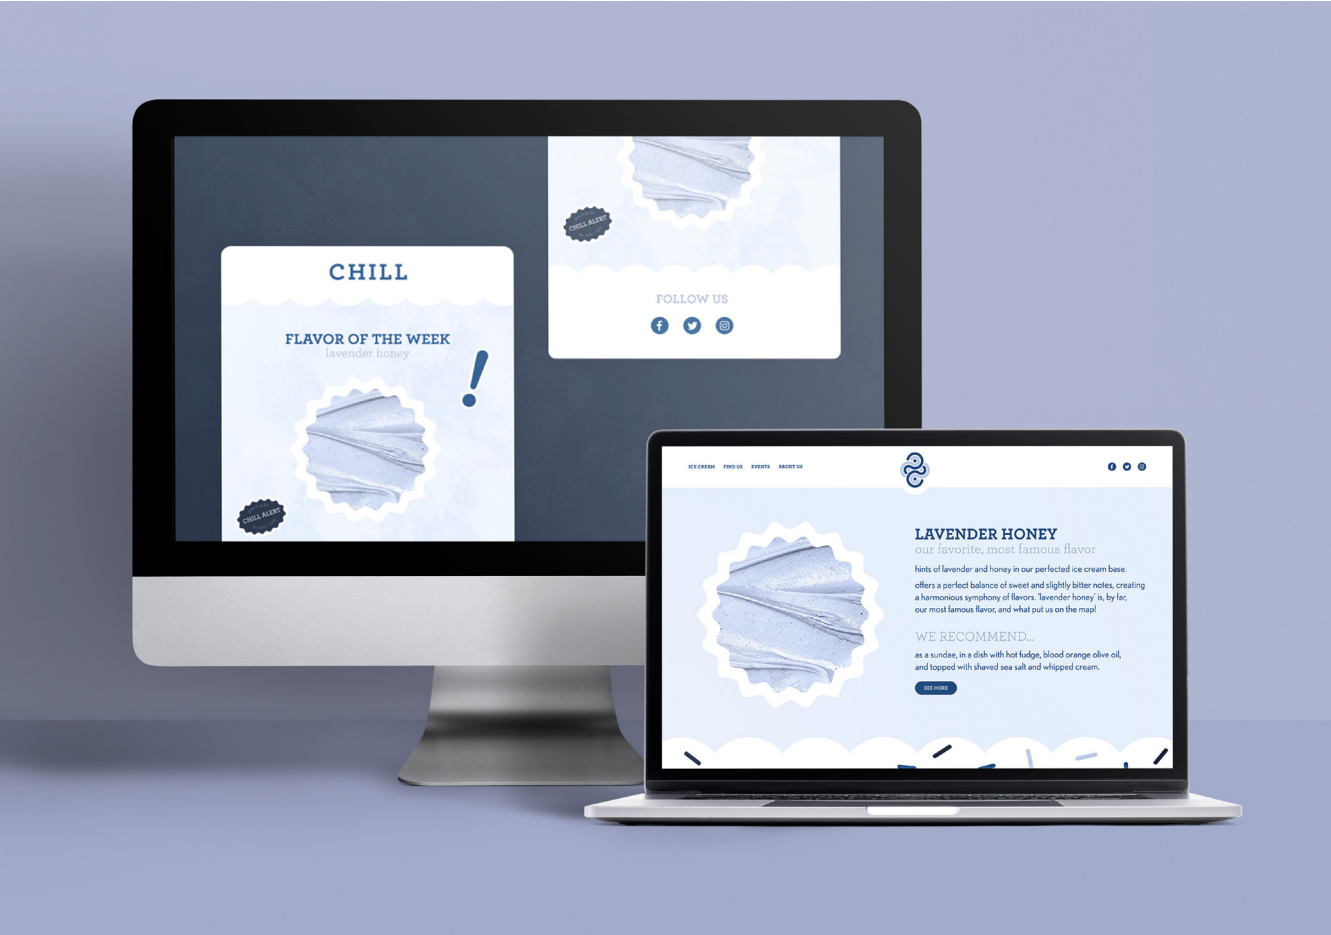 CHILL
FLAVOR OF THE WEEK
lavender honey
CHILL ALERT
CHILL ALERT
FOLLOW US
ICE CREAM FIND US EVENTS ABOUT US
LAVENDER HONEY
our favorite, most famous flavor
hints of lavender and honey in our perfected ice cream base.
offers a perfect balance of sweet and slightly bitter notes, creating
a harmonious symphony of flavors. 'lavender honey' is, by far,
our most famous flavor, and what put us on the map!
WE RECOMMEND...
as a sundae, in a dish with hot fudge, blood orange olive oil,
and topped with shaved sea salt and whipped cream.
SEE MORE